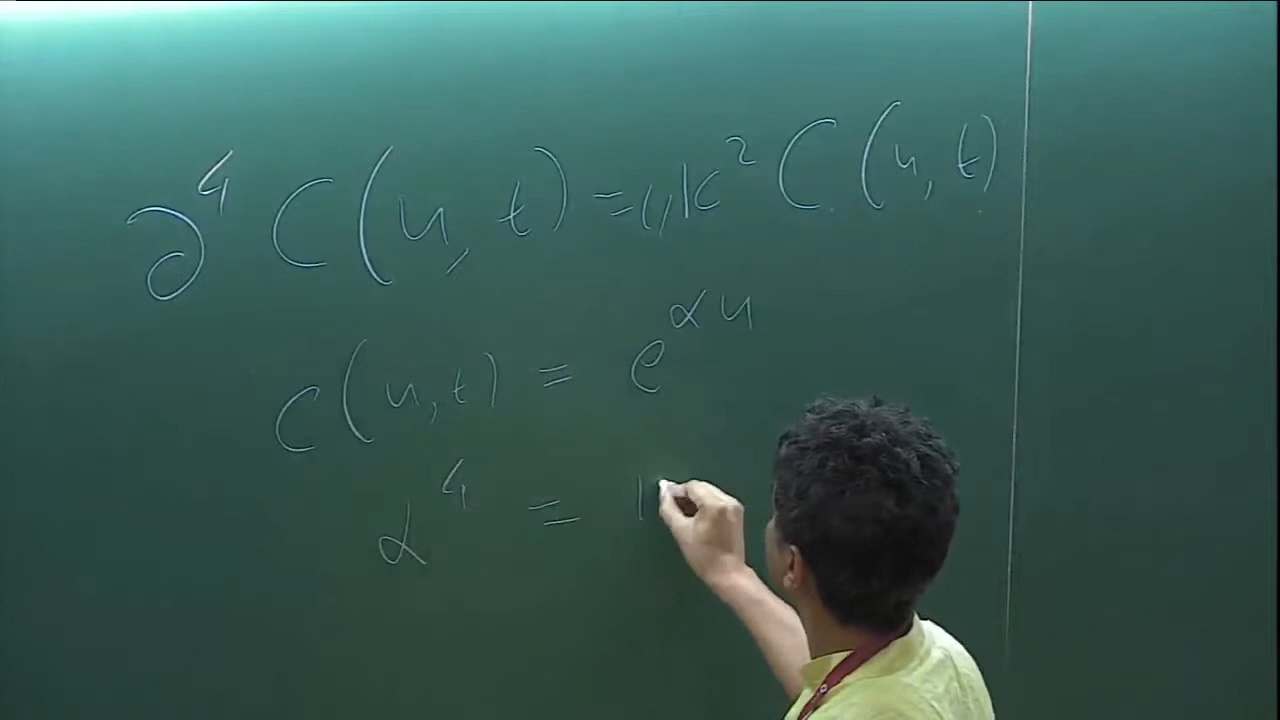 ∂⁴ C(u, t) = 4K² C(u, t)
C(u, t) = e^{αu}
α⁴ = 1